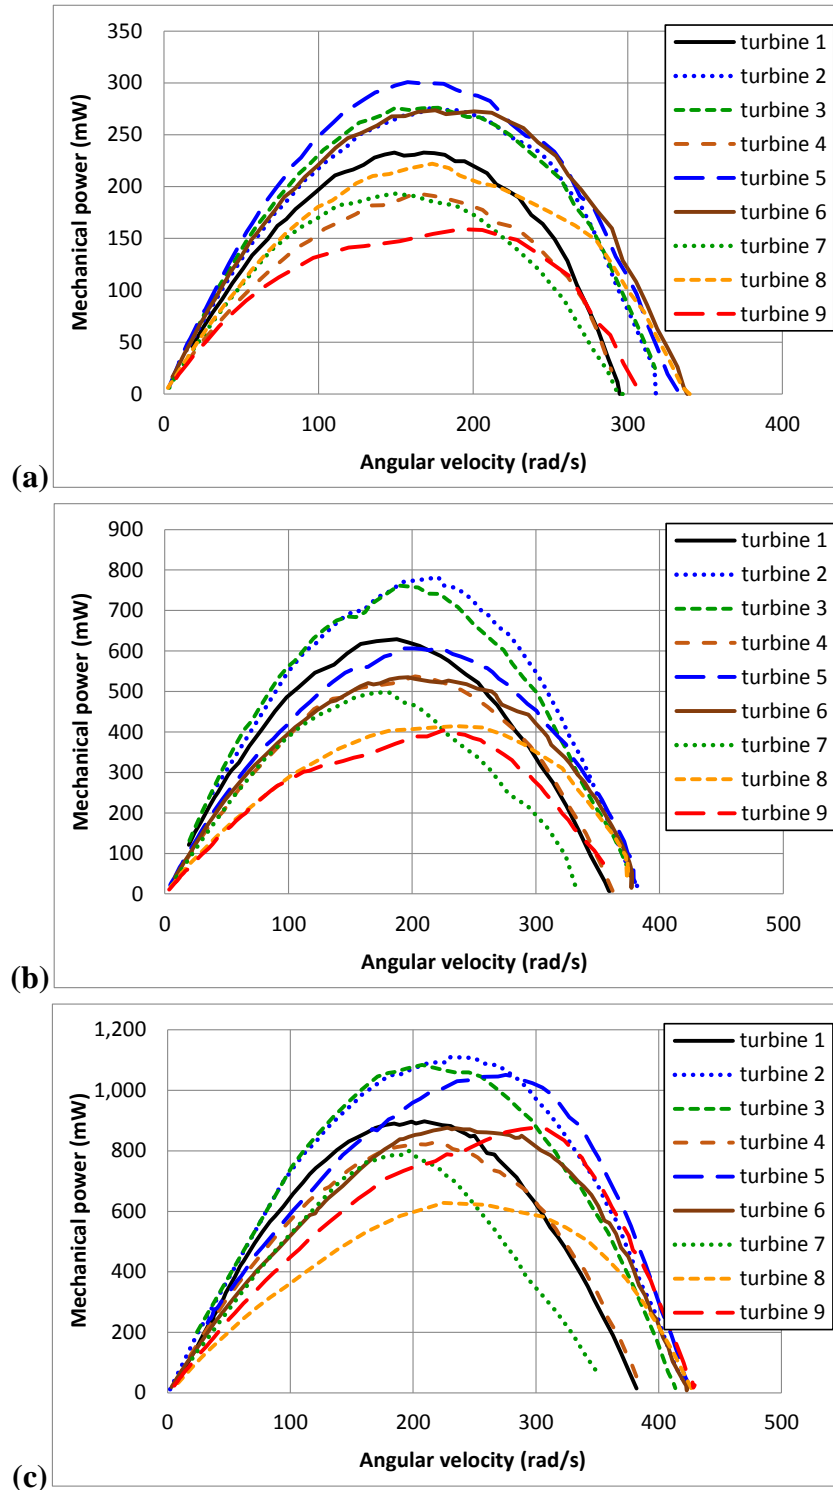 350
300
250
200
150
100
50
0
Mechanical power (mW)
0 100 200 300 400
Angular velocity (rad/s)
turbine 1
turbine 2
turbine 3
turbine 4
turbine 5
turbine 6
turbine 7
turbine 8
turbine 9
(a)
900
800
700
600
500
400
300
200
100
0
Mechanical power (mW)
0 100 200 300 400 500
Angular velocity (rad/s)
turbine 1
turbine 2
turbine 3
turbine 4
turbine 5
turbine 6
turbine 7
turbine 8
turbine 9
(b)
1,200
1,000
800
600
400
200
0
Mechanical power (mW)
0 100 200 300 400 500
Angular velocity (rad/s)
turbine 1
turbine 2
turbine 3
turbine 4
turbine 5
turbine 6
turbine 7
turbine 8
turbine 9
(c)